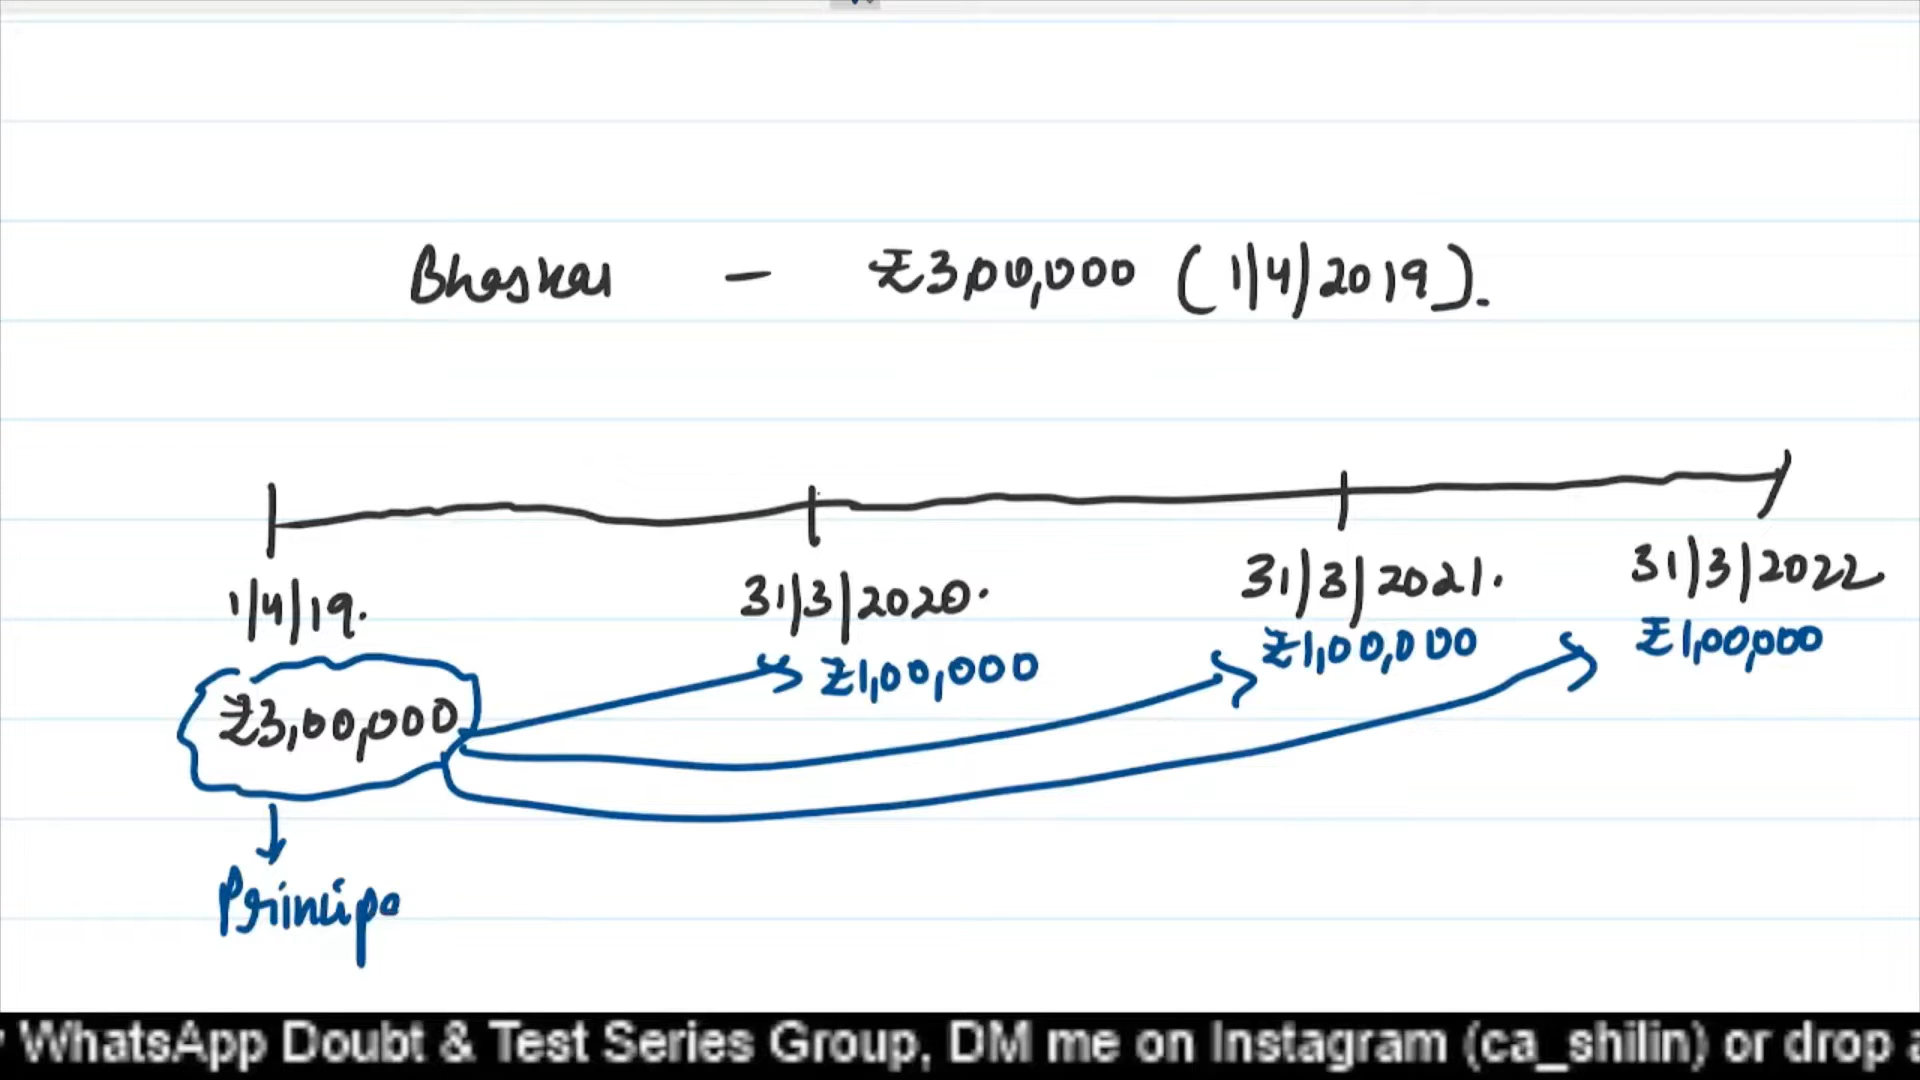 Bhaskar - ₹3,00,000 (1/4/2019).
1/4/19. 31/3/2020. 31/3/2021. 31/3/2022
₹3,00,000 ₹1,00,000 ₹1,00,000 ₹1,00,000
Principa
WhatsApp Doubt & Test Series Group, DM me on Instagram (ca_shilin) or drop a